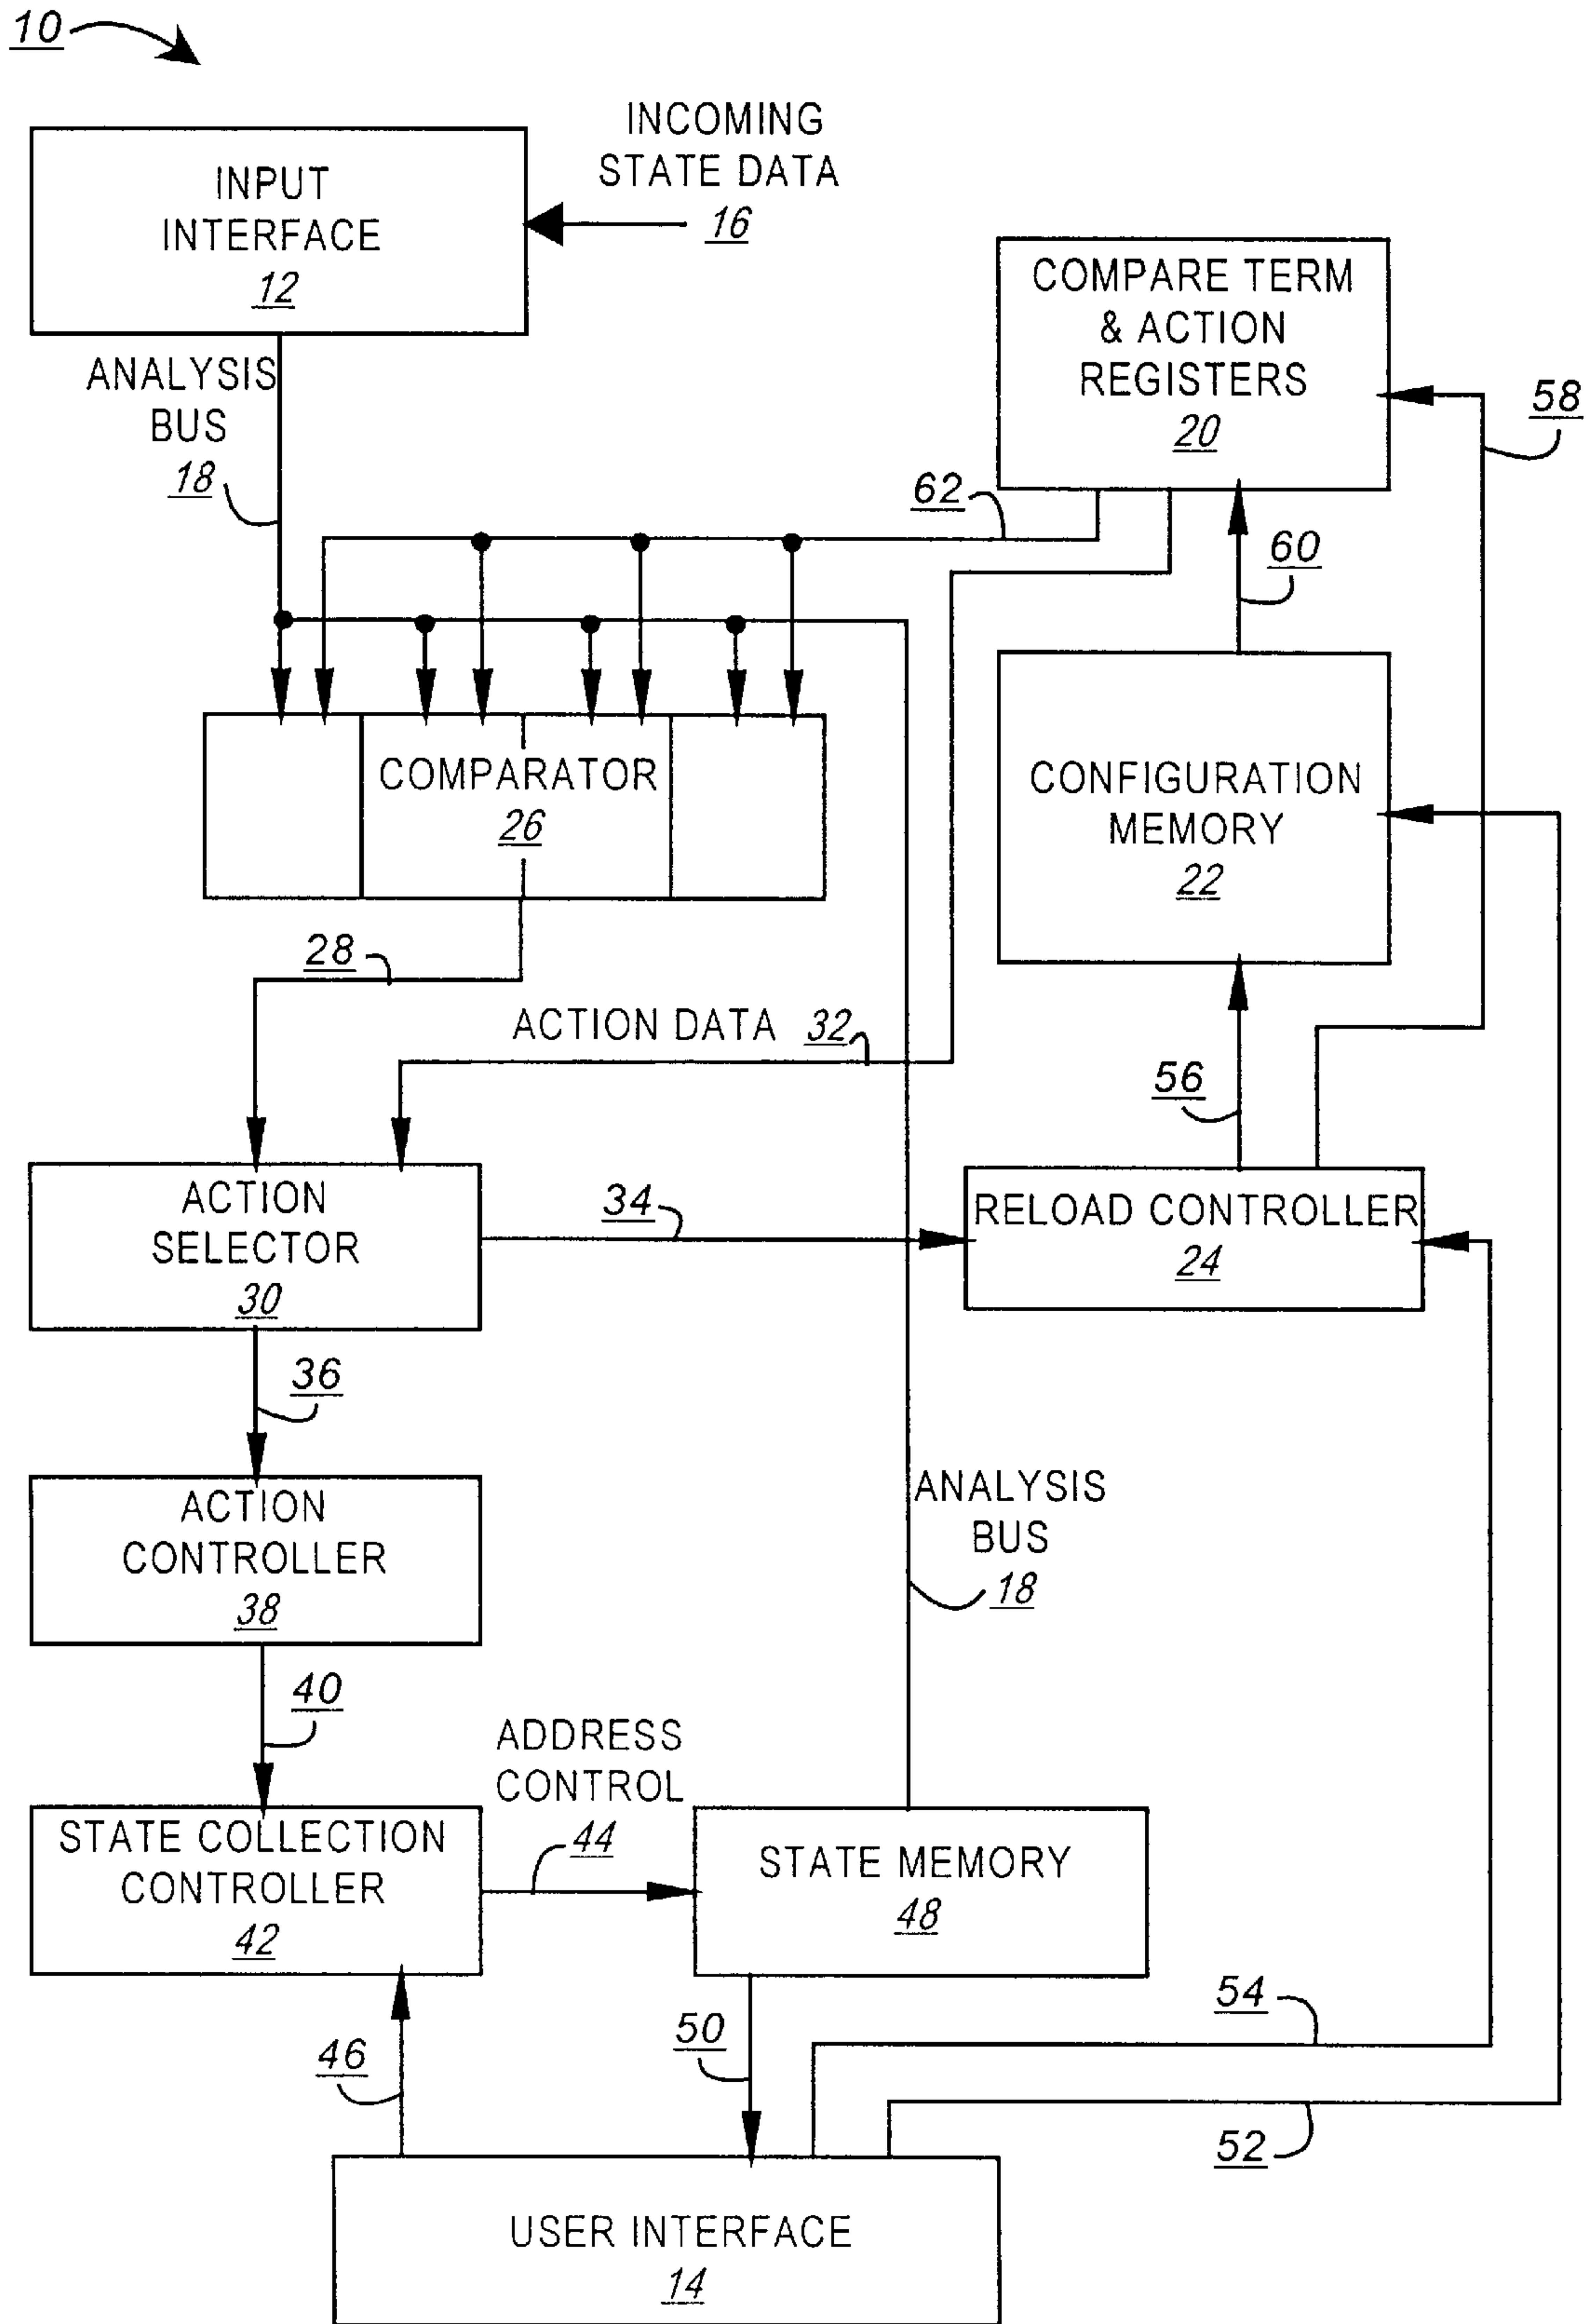 10
INCOMING
STATE DATA
16
INPUT
INTERFACE
12
COMPARE TERM
& ACTION
REGISTERS
20
ANALYSIS
BUS
18
58
62
60
COMPARATOR
26
CONFIGURATION
MEMORY
22
28
ACTION DATA 32
56
ACTION
SELECTOR
30
34
RELOAD CONTROLLER
24
36
ACTION
CONTROLLER
38
ANALYSIS
BUS
18
40
ADDRESS
CONTROL
44
STATE COLLECTION
CONTROLLER
42
STATE MEMORY
48
46
50
54
52
USER INTERFACE
14